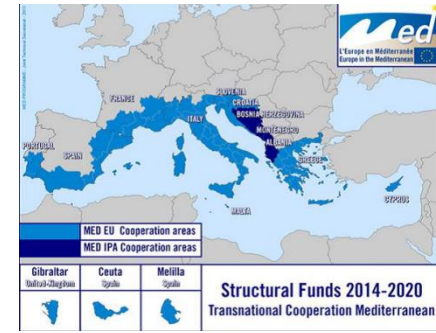 Med
L'Europe en Méditerranée
Europe in the Mediterranean
SLOVENIA
FRANCE
CROATIA
BOSNIA HERZEGOVINA
ITALY
MONTENEGRO
ALBANIA
PORTUGAL
SPAIN
GREECE
MALTA
CYPRUS
MED EU Cooperation areas
MED IPA Cooperation areas
Gibraltar
United-Kingdom
Ceuta
Spain
Melilla
Spain
Structural Funds 2014-2020
Transnational Cooperation Mediterranean